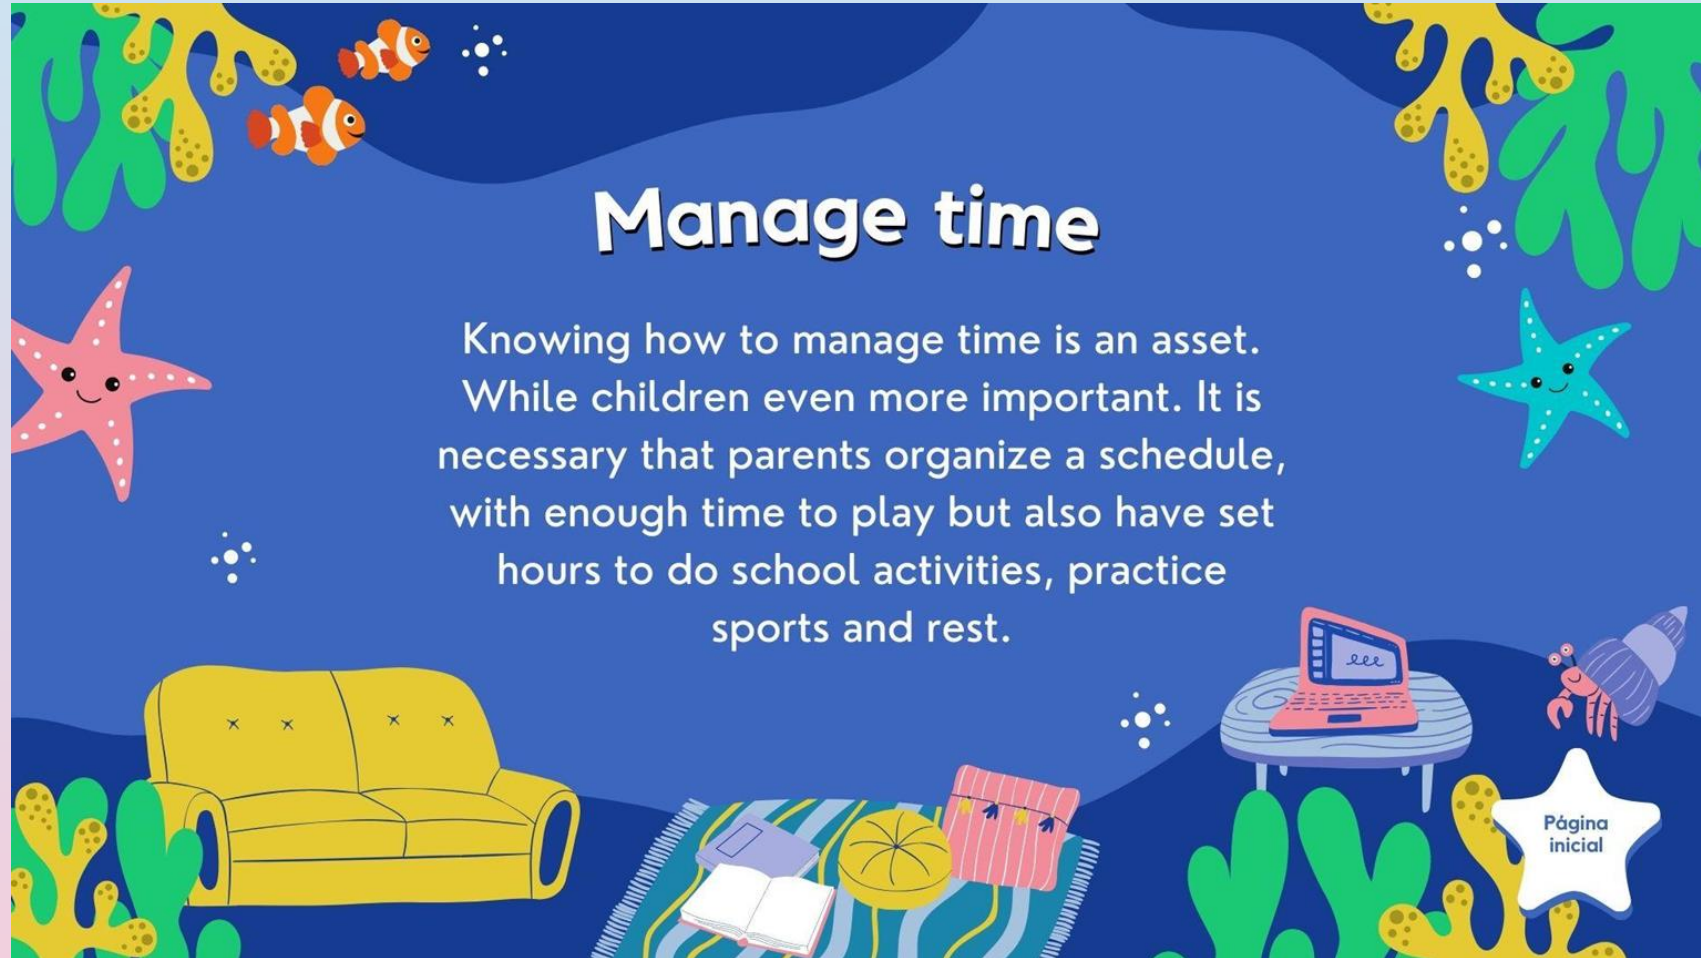 Manage time
Knowing how to manage time is an asset.
While children even more important. It is
necessary that parents organize a schedule,
with enough time to play but also have set
hours to do school activities, practice
sports and rest.
Página
inicial